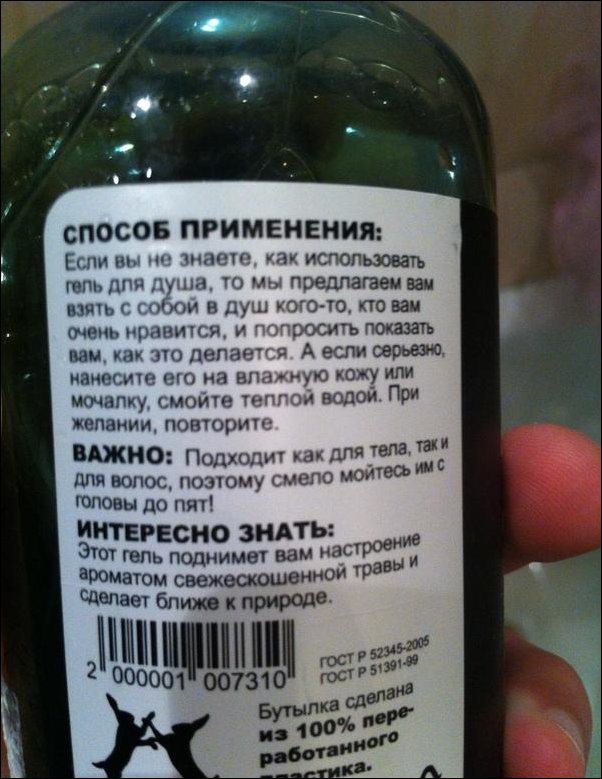 СПОСОБ ПРИМЕНЕНИЯ:
Если вы не знаете, как использовать
гель для душа, то мы предлагаем вам
взять с собой в душ кого-то, кто вам
очень нравится, и попросить показать
вам, как это делается. А если серьезно,
нанесите его на влажную кожу или
мочалку, смойте теплой водой. При
желании, повторите.
ВАЖНО: Подходит как для тела, так и
для волос, поэтому смело мойтесь им с
головы до пят!
ИНТЕРЕСНО ЗНАТЬ:
Этот гель поднимет вам настроение
ароматом свежескошенной травы и
сделает ближе к природе.
ГОСТ Р 52345-2005
ГОСТ Р 51391-99
2 000001 007310
Бутылка сделана
из 100% пере-
работанного
пластика.